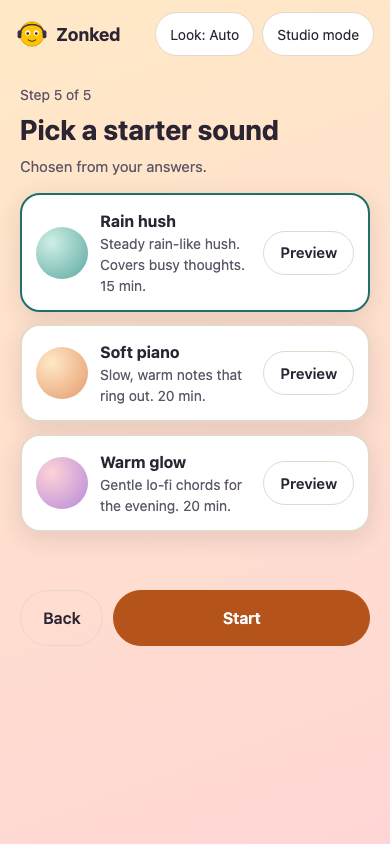 Zonked
Look: Auto
Studio mode
Step 5 of 5
Pick a starter sound
Chosen from your answers.
Rain hush
Steady rain-like hush.
Covers busy thoughts.
15 min.
Preview
Soft piano
Slow, warm notes that
ring out. 20 min.
Preview
Warm glow
Gentle lo-fi chords for
the evening. 20 min.
Preview
Back
Start